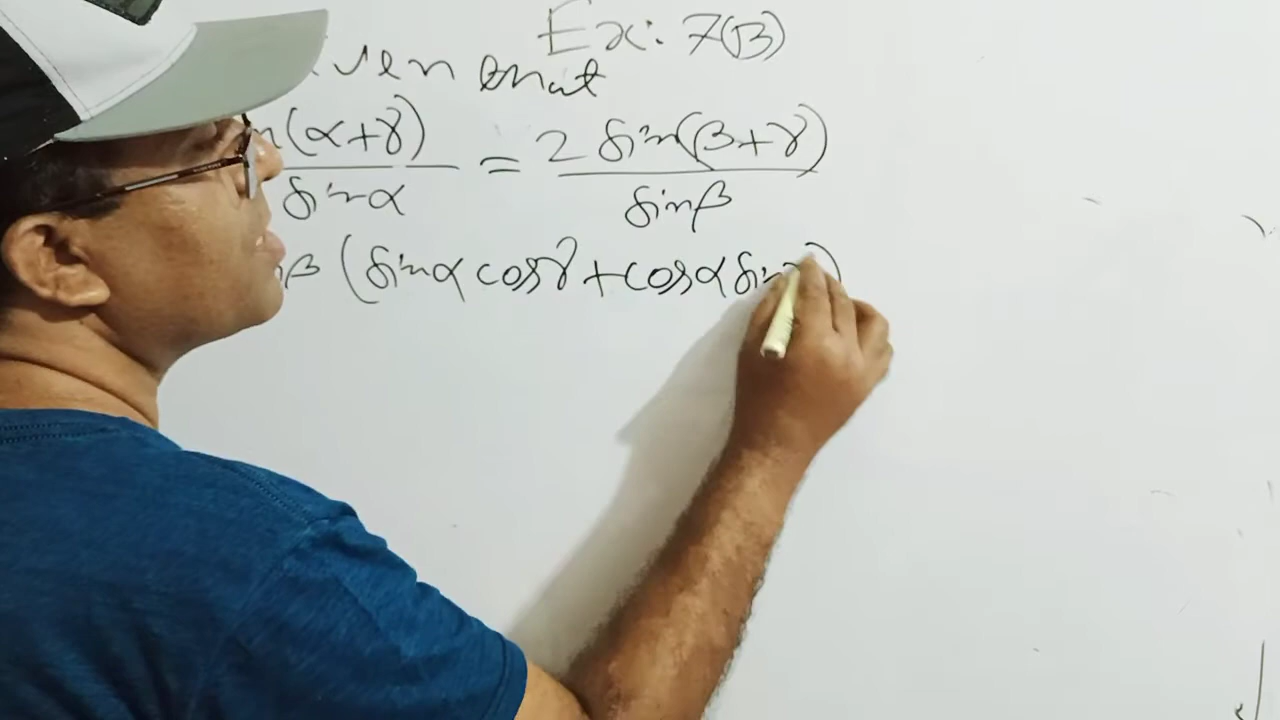 Ex: 7(B)
ven that
n(α+γ) / sinα = 2 sin(β+γ) / sinβ
β (sinα cosγ + cosα sin )